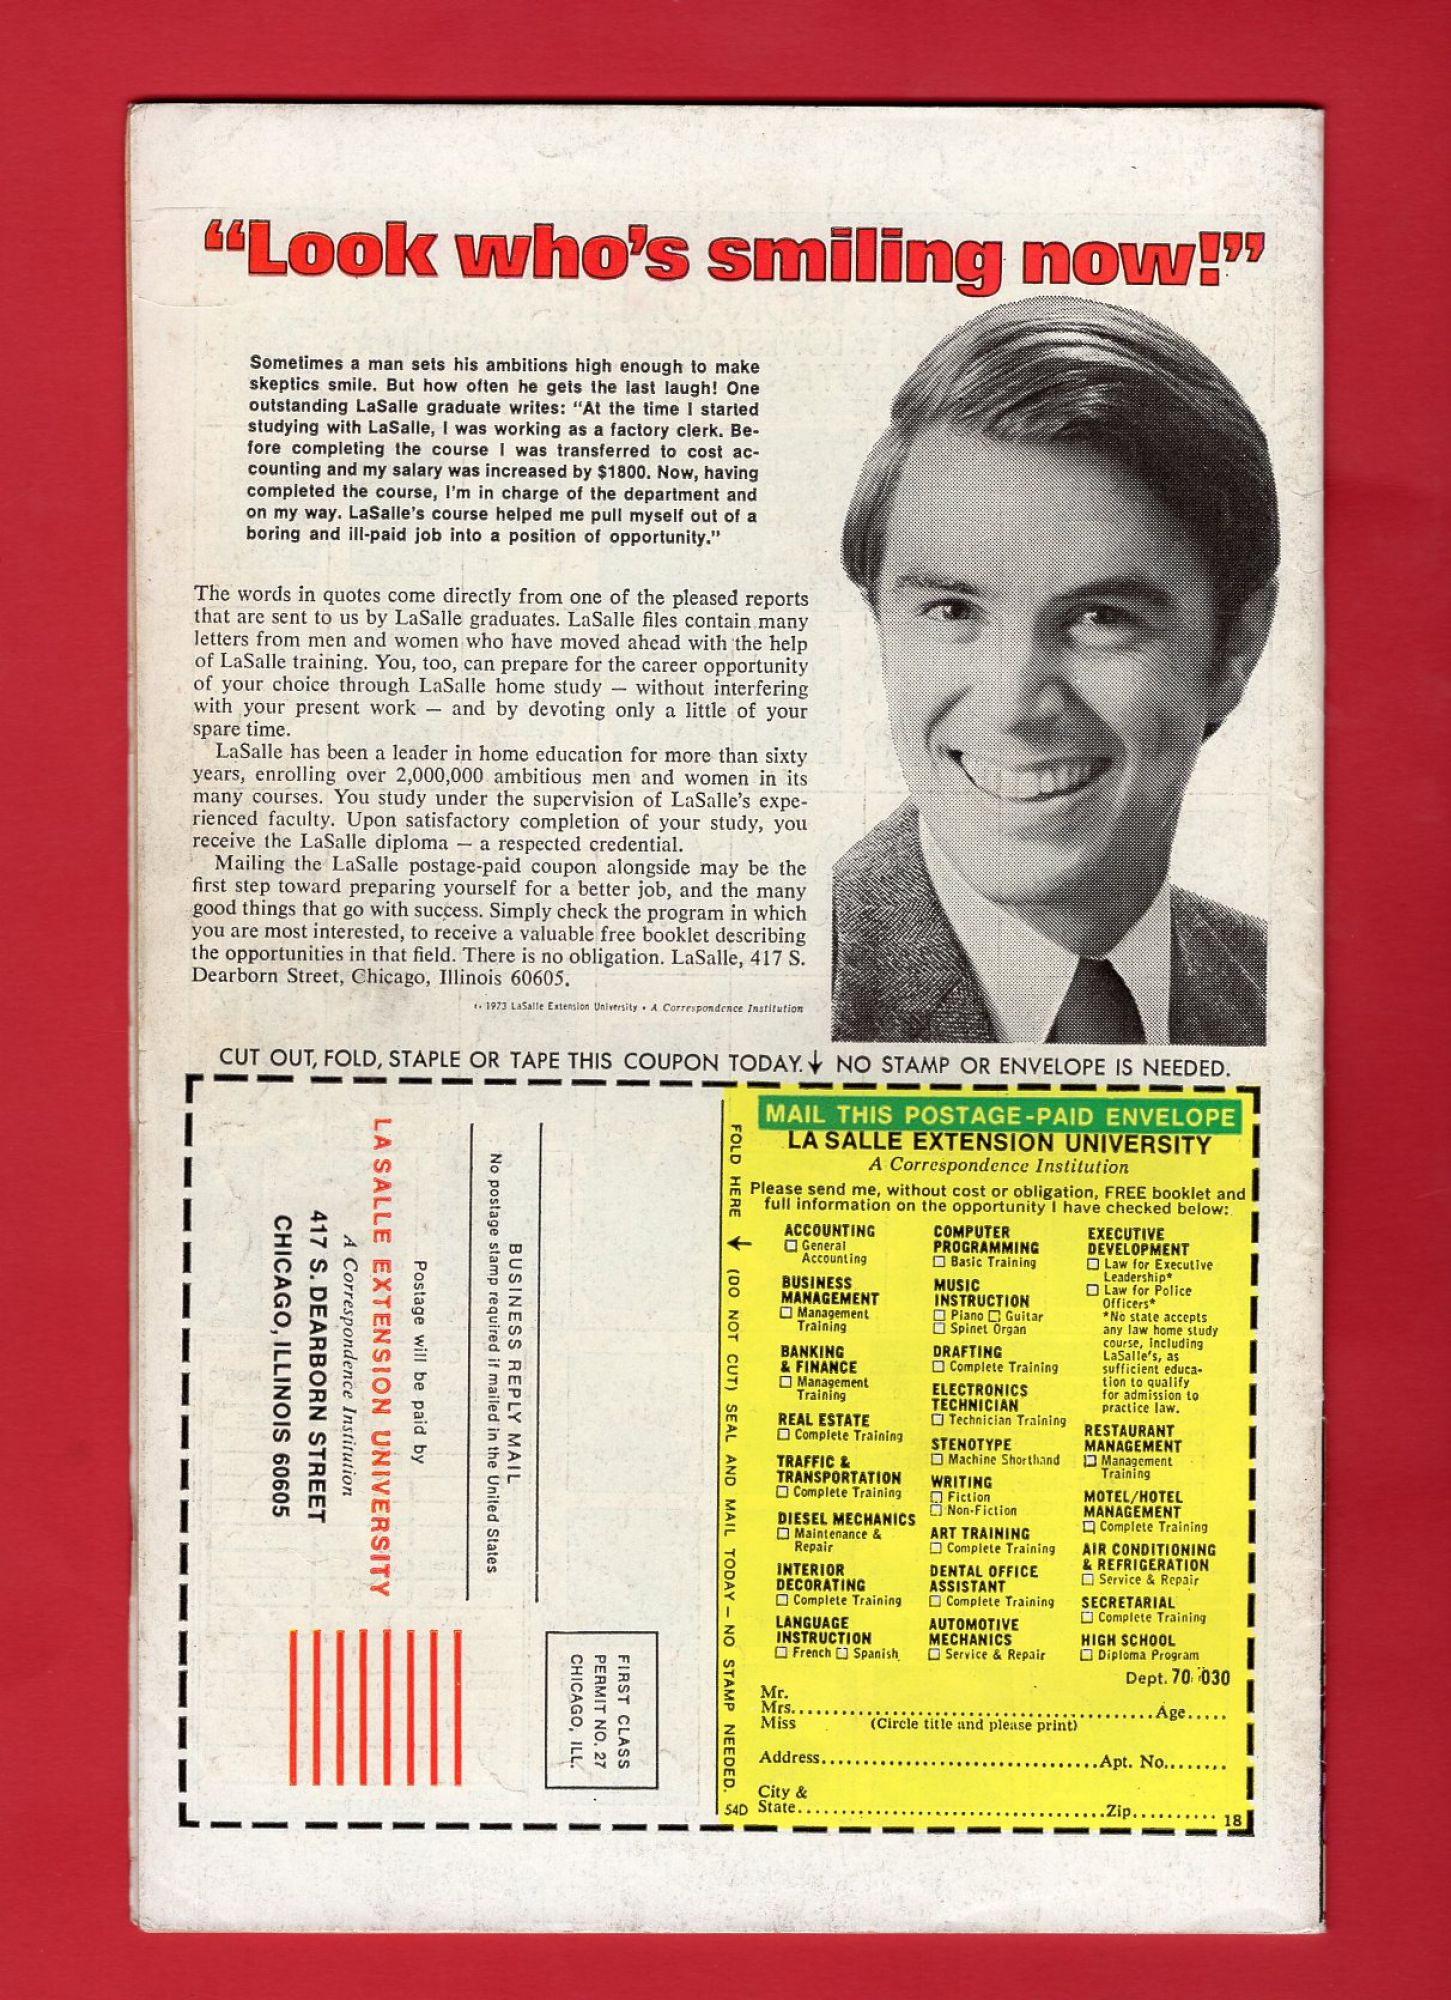 “Look who’s smiling now!”
Sometimes a man sets his ambitions high enough to make
skeptics smile. But how often he gets the last laugh! One
outstanding LaSalle graduate writes: “At the time I started
studying with LaSalle, I was working as a factory clerk. Be-
fore completing the course I was transferred to cost ac-
counting and my salary was increased by $1800. Now, having
completed the course, I’m in charge of the department and
on my way. LaSalle’s course helped me pull myself out of a
boring and ill-paid job into a position of opportunity.”
The words in quotes come directly from one of the pleased reports
that are sent to us by LaSalle graduates. LaSalle files contain many
letters from men and women who have moved ahead with the help
of LaSalle training. You, too, can prepare for the career opportunity
of your choice through LaSalle home study — without interfering
with your present work — and by devoting only a little of your
spare time.
LaSalle has been a leader in home education for more than sixty
years, enrolling over 2,000,000 ambitious men and women in its
many courses. You study under the supervision of LaSalle’s expe-
rienced faculty. Upon satisfactory completion of your study, you
receive the LaSalle diploma — a respected credential.
Mailing the LaSalle postage-paid coupon alongside may be the
first step toward preparing yourself for a better job, and the many
good things that go with success. Simply check the program in which
you are most interested, to receive a valuable free booklet describing
the opportunities in that field. There is no obligation. LaSalle, 417 S.
Dearborn Street, Chicago, Illinois 60605.
1973 LaSalle Extension University • A Correspondence Institution
CUT OUT, FOLD, STAPLE OR TAPE THIS COUPON TODAY. ↓ NO STAMP OR ENVELOPE IS NEEDED.
FIRST CLASS
PERMIT NO. 27
CHICAGO, ILL.
BUSINESS REPLY MAIL
No postage stamp required if mailed in the United States
Postage will be paid by
LA SALLE EXTENSION UNIVERSITY
A Correspondence Institution
417 S. DEARBORN STREET
CHICAGO, ILLINOIS 60605
FOLD HERE ↓ (DO NOT CUT) SEAL AND MAIL TODAY — NO STAMP NEEDED.
54D
MAIL THIS POSTAGE-PAID ENVELOPE
LA SALLE EXTENSION UNIVERSITY
A Correspondence Institution
Please send me, without cost or obligation, FREE booklet and
full information on the opportunity I have checked below:
ACCOUNTING
☐ General
Accounting
BUSINESS
MANAGEMENT
☐ Management
Training
BANKING
& FINANCE
☐ Management
Training
REAL ESTATE
☐ Complete Training
TRAFFIC &
TRANSPORTATION
☐ Complete Training
DIESEL MECHANICS
☐ Maintenance &
Repair
INTERIOR
DECORATING
☐ Complete Training
LANGUAGE
INSTRUCTION
☐ French ☐ Spanish
COMPUTER
PROGRAMMING
☐ Basic Training
MUSIC
INSTRUCTION
☐ Piano ☐ Guitar
☐ Spinet Organ
DRAFTING
☐ Complete Training
ELECTRONICS
TECHNICIAN
☐ Technician Training
STENOTYPE
☐ Machine Shorthand
WRITING
☐ Fiction
☐ Non-Fiction
ART TRAINING
☐ Complete Training
DENTAL OFFICE
ASSISTANT
☐ Complete Training
AUTOMOTIVE
MECHANICS
☐ Service & Repair
EXECUTIVE
DEVELOPMENT
☐ Law for Executive
Leadership*
☐ Law for Police
Officers*
*No state accepts
any law home study
course, including
LaSalle’s, as
sufficient educa-
tion to qualify
for admission to
practice law.
RESTAURANT
MANAGEMENT
☐ Management
Training
MOTEL/HOTEL
MANAGEMENT
☐ Complete Training
AIR CONDITIONING
& REFRIGERATION
☐ Service & Repair
SECRETARIAL
☐ Complete Training
HIGH SCHOOL
☐ Diploma Program
Dept. 70-030
Mr.
Mrs. ........ Age.....
Miss (Circle title and please print)
Address ........ Apt. No........
City &
State ........ Zip..........
18